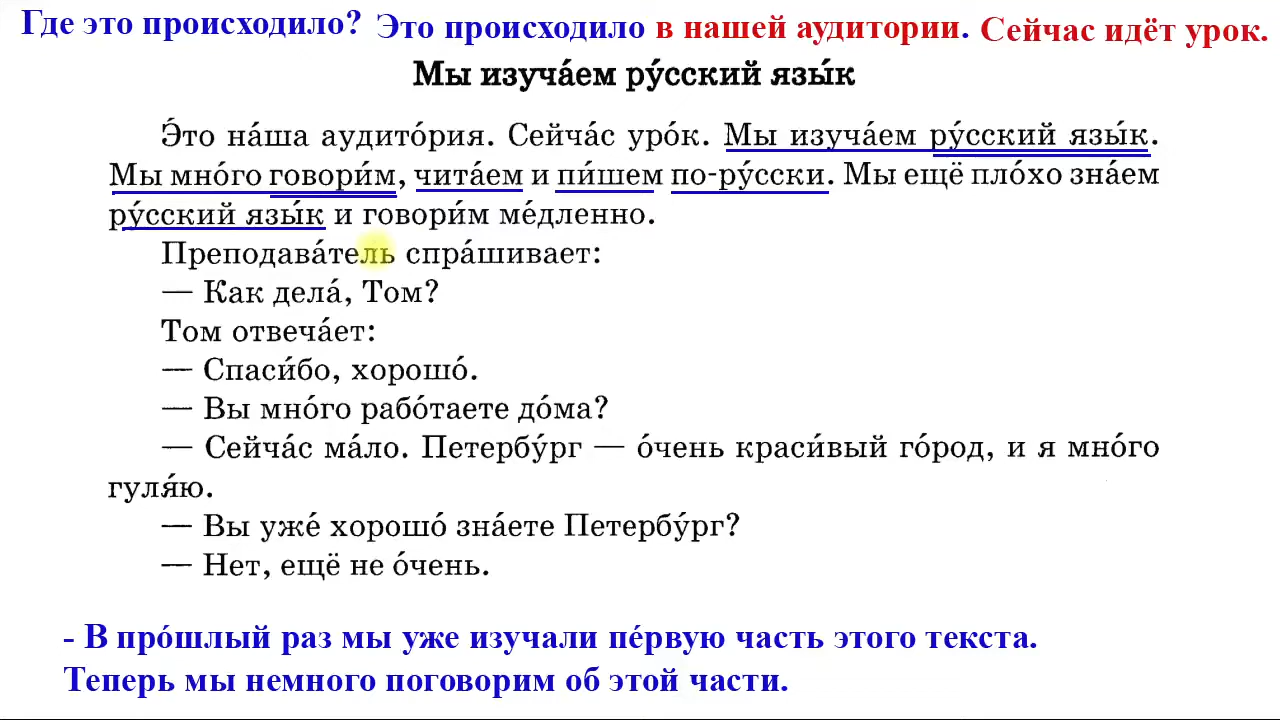 Где это происходило? Это происходило в нашей аудитории. Сейчас идёт урок.
Мы изуча́ем ру́сский язы́к
Э́то на́ша аудито́рия. Сейча́с уро́к. Мы изуча́ем ру́сский язы́к.
Мы мно́го говори́м, чита́ем и пи́шем по-ру́сски. Мы ещё пло́хо зна́ем
ру́сский язы́к и говори́м ме́дленно.
Преподава́тель спра́шивает:
— Как дела́, Том?
Том отвеча́ет:
— Спаси́бо, хорошо́.
— Вы мно́го рабо́таете до́ма?
— Сейча́с ма́ло. Петербу́рг — о́чень краси́вый го́род, и я мно́го
гуля́ю.
— Вы уже́ хорошо́ зна́ете Петербу́рг?
— Нет, ещё не о́чень.
- В про́шлый раз мы уже изучали пе́рвую часть этого текста.
Теперь мы немного поговорим об этой части.